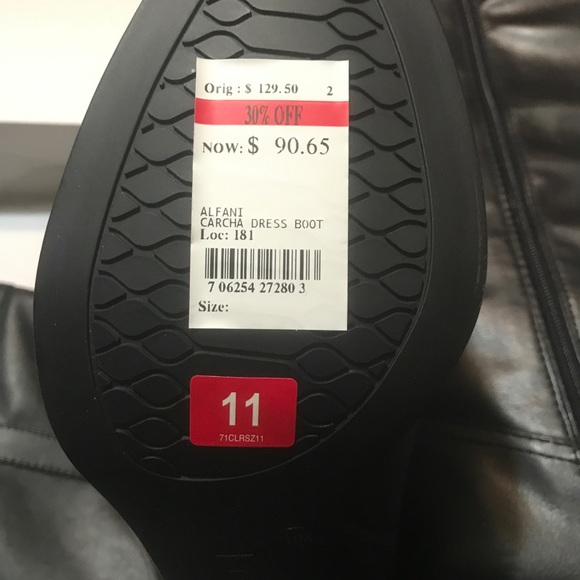 Orig : $ 129.50 2
30% OFF
NOW: $ 90.65
ALFANI
CARCHA DRESS BOOT
Loc: 181
7 06254 27280 3
Size:
11
71CLRSZ11